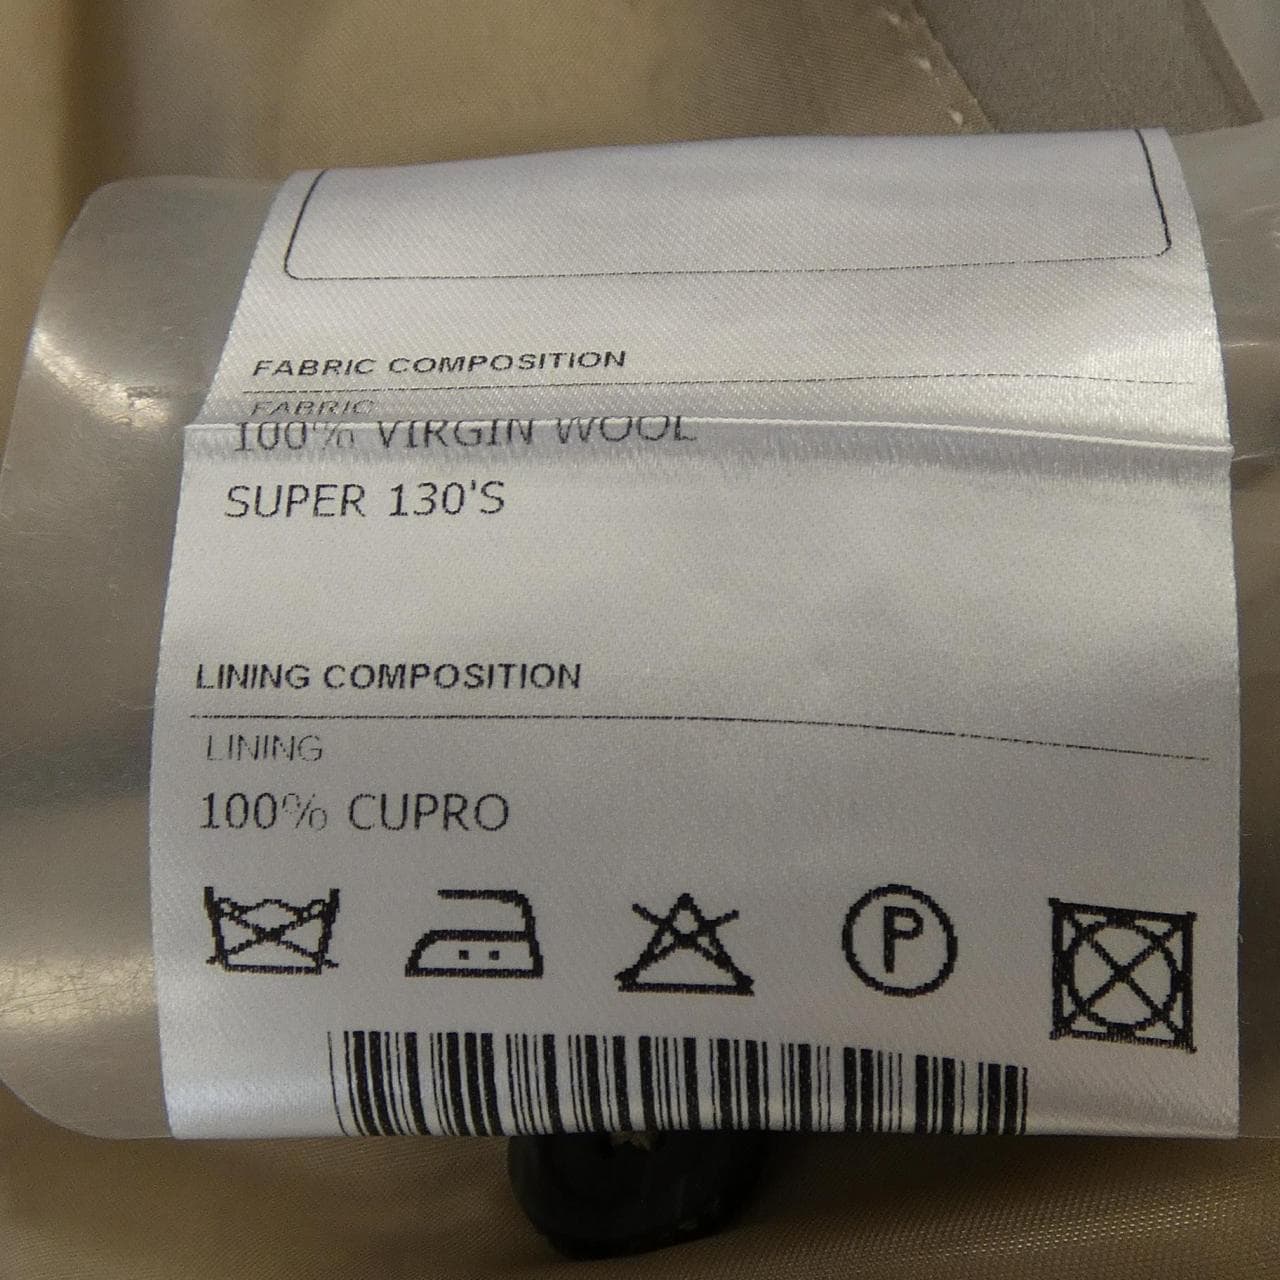 FABRIC COMPOSITION
FABRIC
100% VIRGIN WOOL
SUPER 130'S
LINING COMPOSITION
LINING
100% CUPRO
P